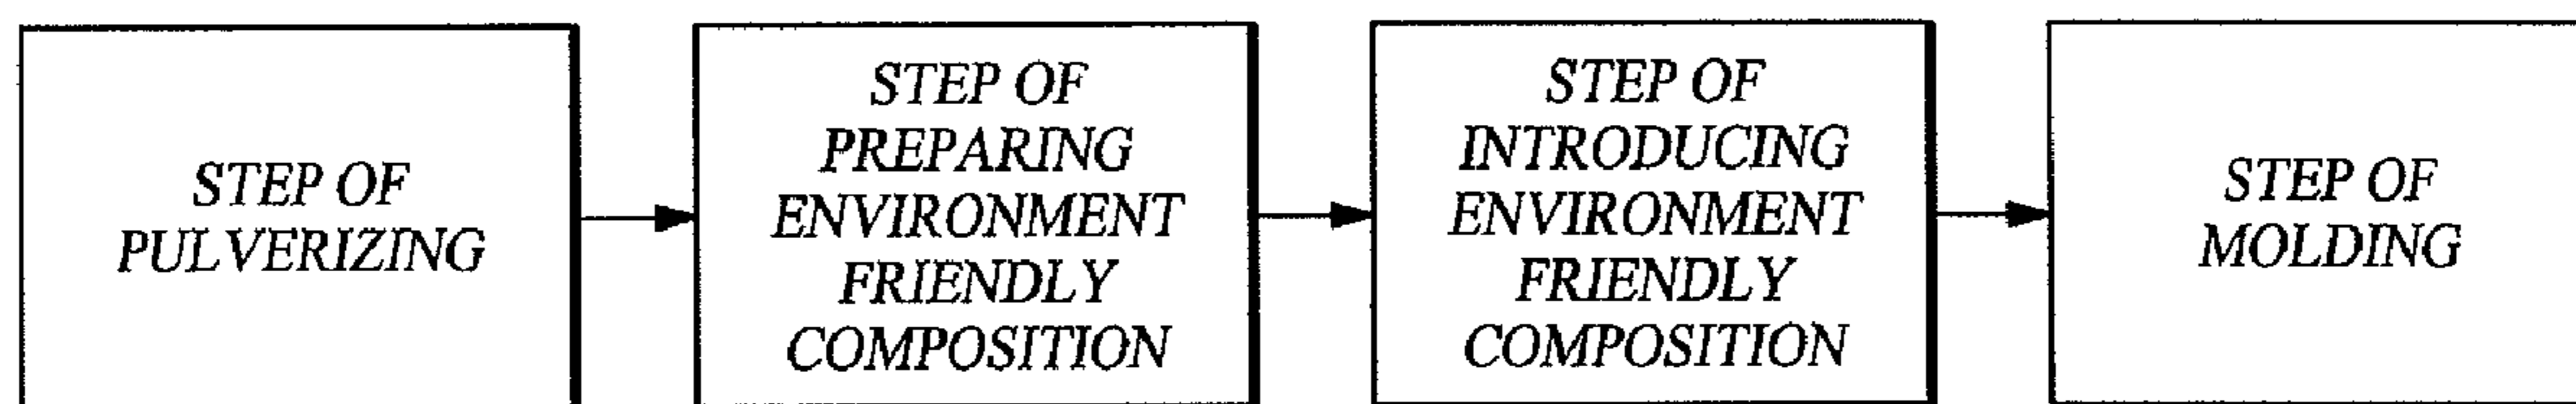 STEP OF
PULVERIZING
STEP OF
PREPARING
ENVIRONMENT
FRIENDLY
COMPOSITION
STEP OF
INTRODUCING
ENVIRONMENT
FRIENDLY
COMPOSITION
STEP OF
MOLDING